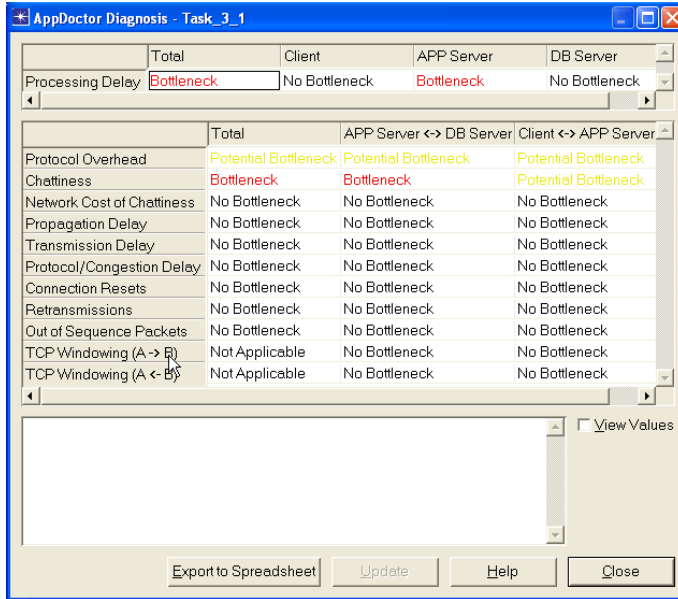 AppDoctor Diagnosis - Task_3_1
Total Client APP Server DB Server
Processing Delay Bottleneck No Bottleneck Bottleneck No Bottleneck
Total APP Server <-> DB Server Client <-> APP Server
Protocol Overhead Potential Bottleneck Potential Bottleneck Potential Bottleneck
Chattiness Bottleneck Bottleneck Potential Bottleneck
Network Cost of Chattiness No Bottleneck No Bottleneck No Bottleneck
Propagation Delay No Bottleneck No Bottleneck No Bottleneck
Transmission Delay No Bottleneck No Bottleneck No Bottleneck
Protocol/Congestion Delay No Bottleneck No Bottleneck No Bottleneck
Connection Resets No Bottleneck No Bottleneck No Bottleneck
Retransmissions No Bottleneck No Bottleneck No Bottleneck
Out of Sequence Packets No Bottleneck No Bottleneck No Bottleneck
TCP Windowing (A -> B) Not Applicable No Bottleneck No Bottleneck
TCP Windowing (A <- B) Not Applicable No Bottleneck No Bottleneck
View Values
Export to Spreadsheet Update Help Close